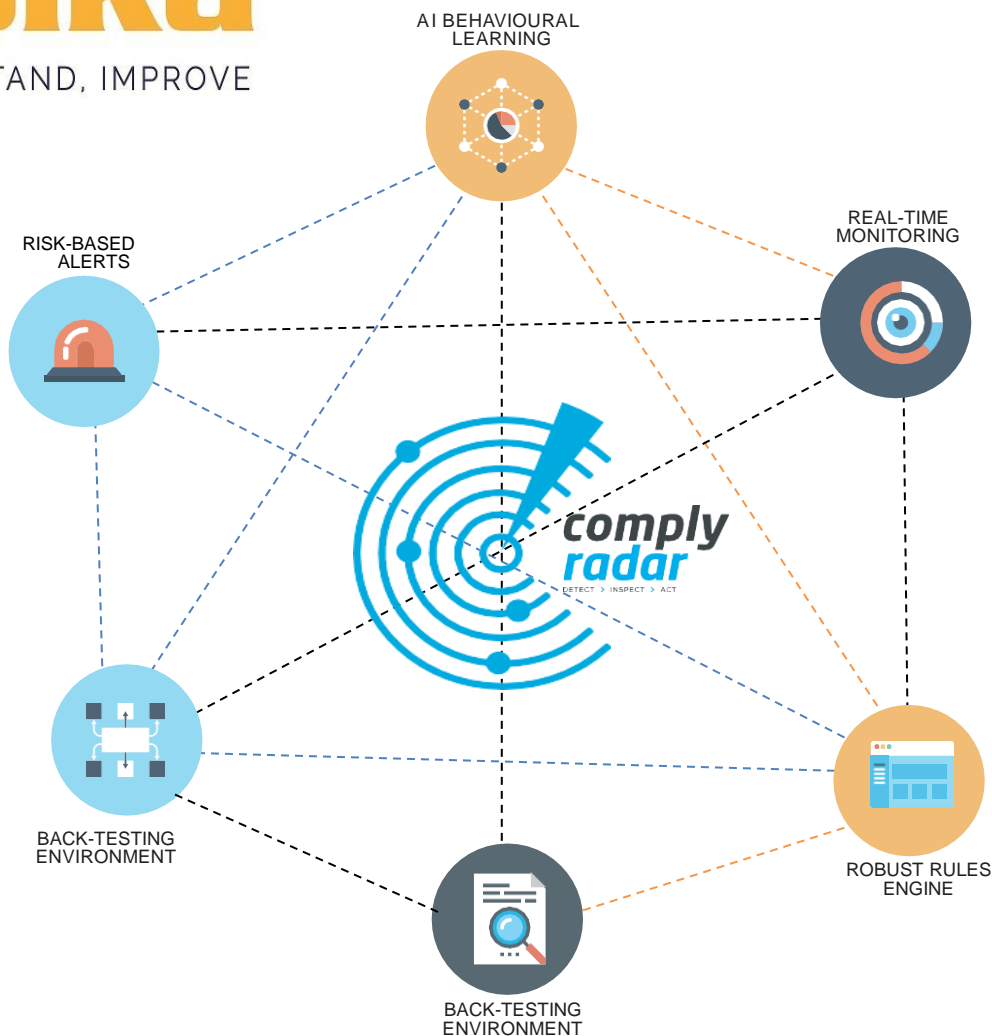 TAND, IMPROVE
AI BEHAVIOURAL
LEARNING
REAL-TIME
MONITORING
RISK-BASED
ALERTS
comply
radar
DETECT > INSPECT > ACT
BACK-TESTING
ENVIRONMENT
ROBUST RULES
ENGINE
BACK-TESTING
ENVIRONMENT